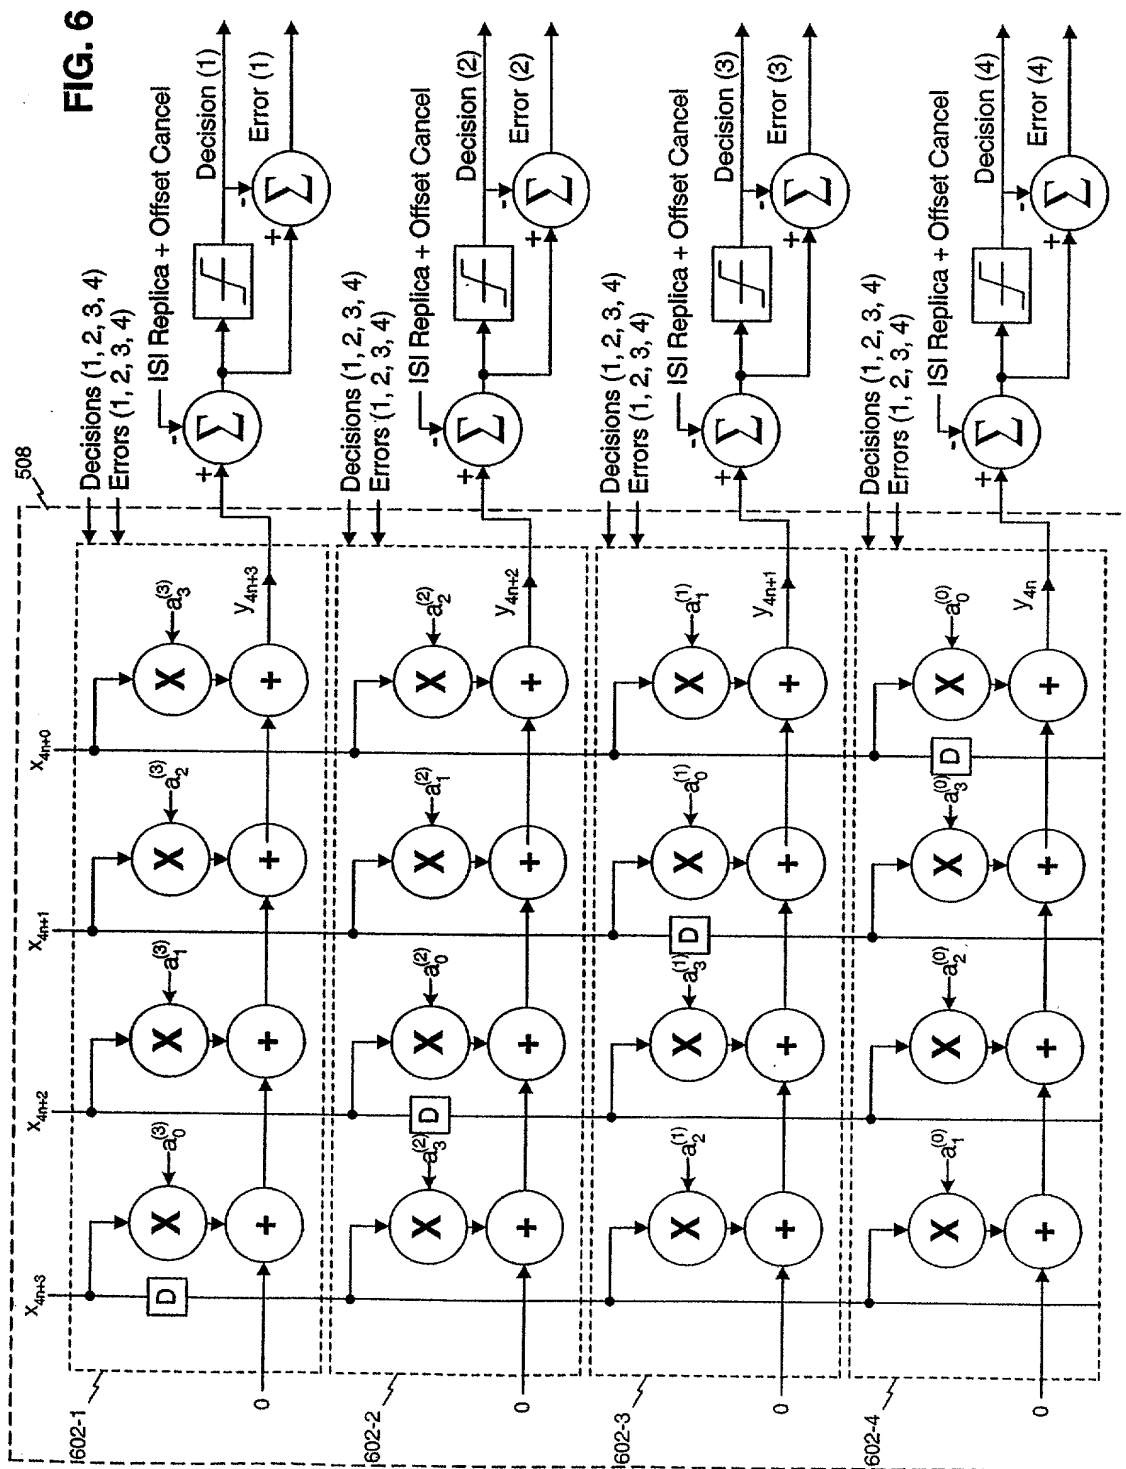 FIG. 6
508
x4n+3
x4n+2
x4n+1
x4n+0
602-1
0
D
X
a0(3)
+
X
a1(3)
+
X
a2(3)
+
X
a3(3)
+
y4n+3
Decisions (1, 2, 3, 4)
Errors (1, 2, 3, 4)
ISI Replica + Offset Cancel
+
-
Σ
Decision (1)
+
-
Σ
Error (1)
602-2
0
X
a3(2)
+
D
X
a0(2)
+
X
a1(2)
+
X
a2(2)
+
y4n+2
Decisions (1, 2, 3, 4)
Errors (1, 2, 3, 4)
ISI Replica + Offset Cancel
+
-
Σ
Decision (2)
+
-
Σ
Error (2)
602-3
0
X
a2(1)
+
X
a3(1)
+
D
X
a0(1)
+
X
a1(1)
+
y4n+1
Decisions (1, 2, 3, 4)
Errors (1, 2, 3, 4)
ISI Replica + Offset Cancel
+
-
Σ
Decision (3)
+
-
Σ
Error (3)
602-4
0
X
a1(0)
+
X
a2(0)
+
X
a3(0)
+
D
X
a0(0)
+
y4n
Decisions (1, 2, 3, 4)
Errors (1, 2, 3, 4)
ISI Replica + Offset Cancel
+
-
Σ
Decision (4)
+
-
Σ
Error (4)